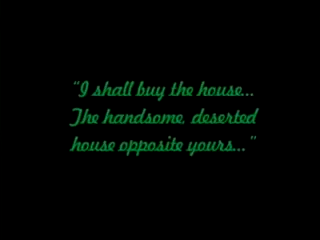 "I shall buy the house...
The handsome, deserted
house opposite yours..."